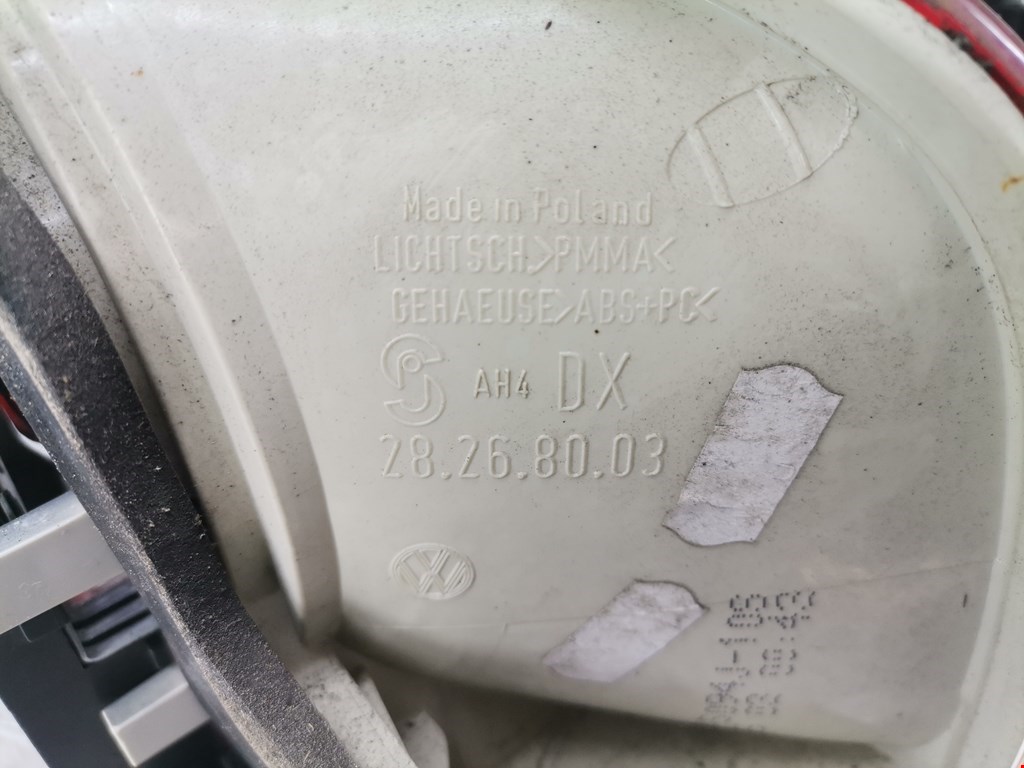 Made in Poland
LICHTSCH.>PMMA<
GEHAEUSE>ABS+PC<
AH4 DX
28.26.80.03